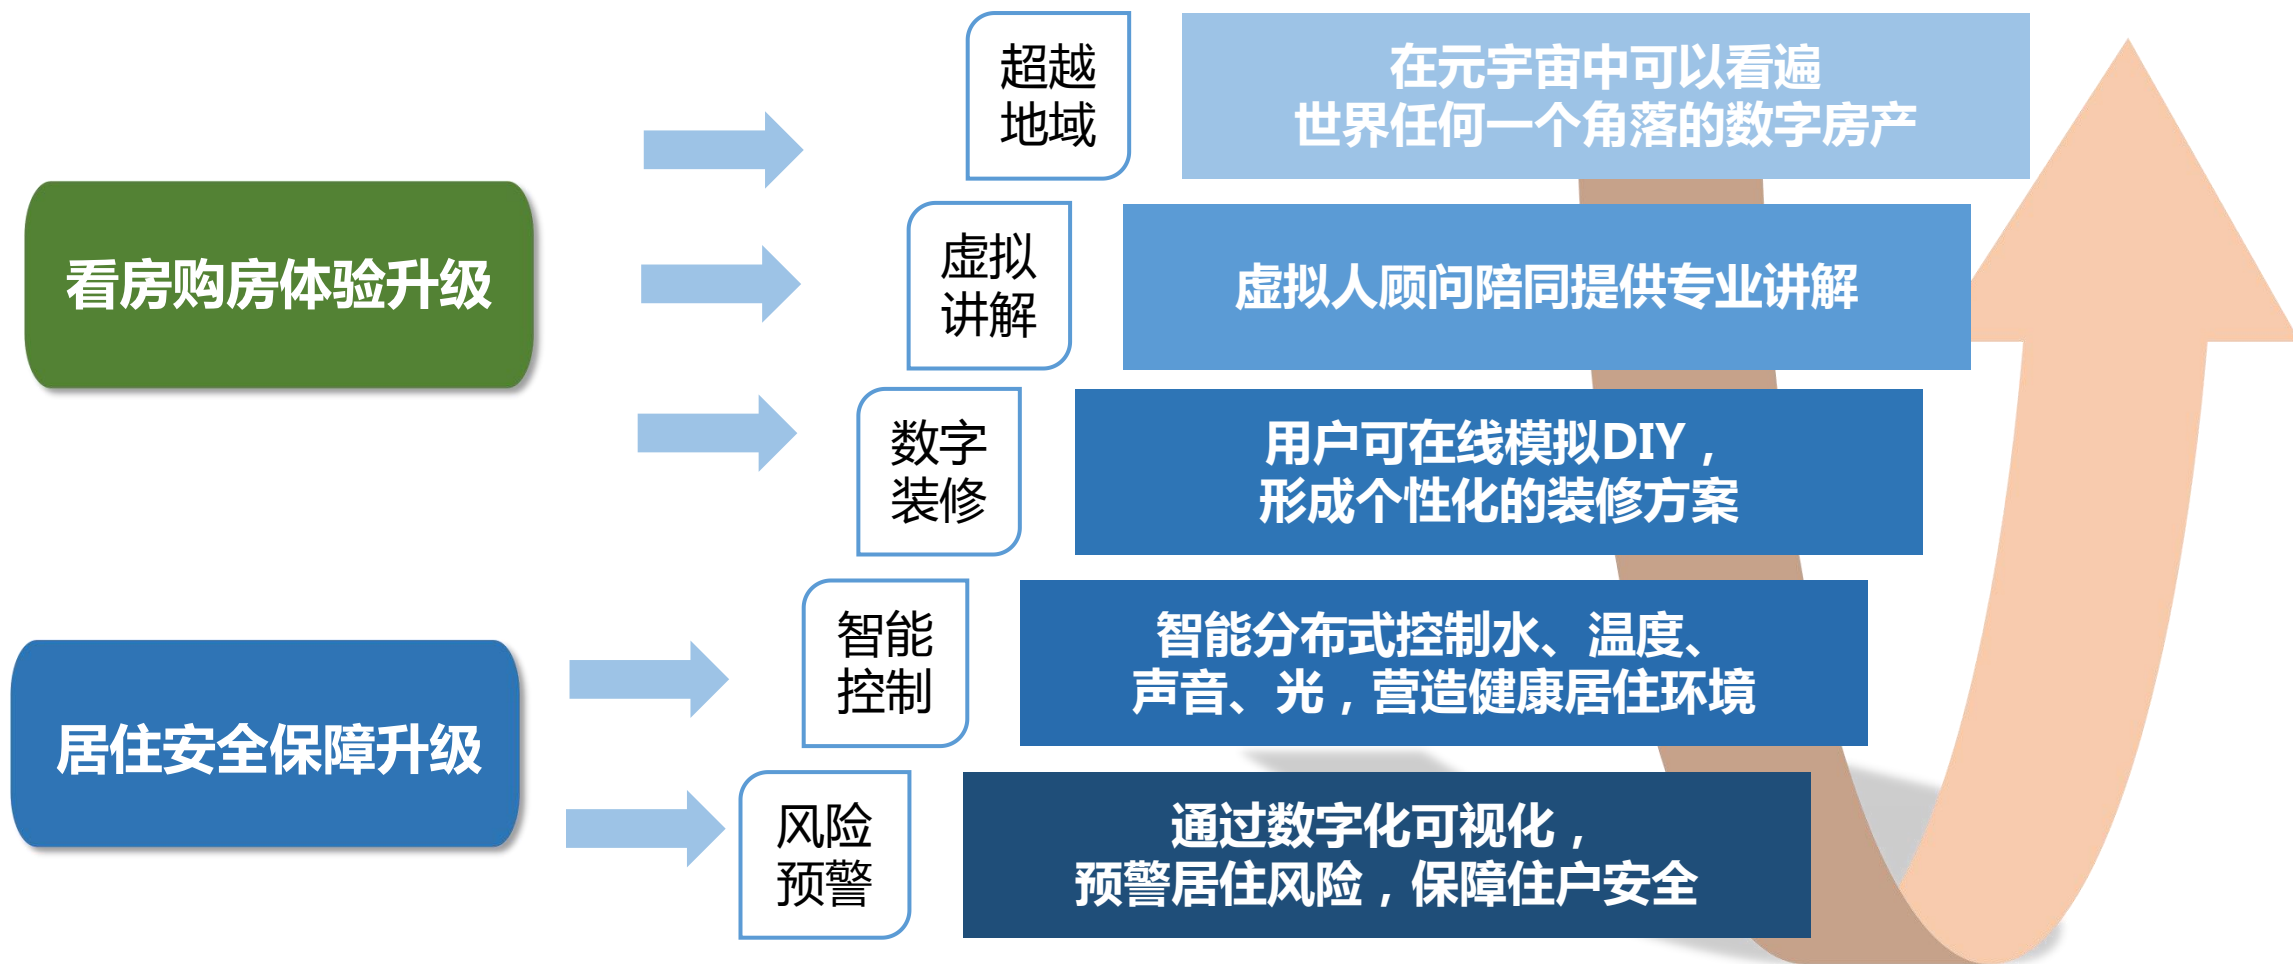 看房购房体验升级
超越
地域
在元宇宙中可以看遍
世界任何一个角落的数字房产
虚拟
讲解
虚拟人顾问陪同提供专业讲解
数字
装修
用户可在线模拟DIY，
形成个性化的装修方案
居住安全保障升级
智能
控制
智能分布式控制水、温度、
声音、光，营造健康居住环境
风险
预警
通过数字化可视化，
预警居住风险，保障住户安全